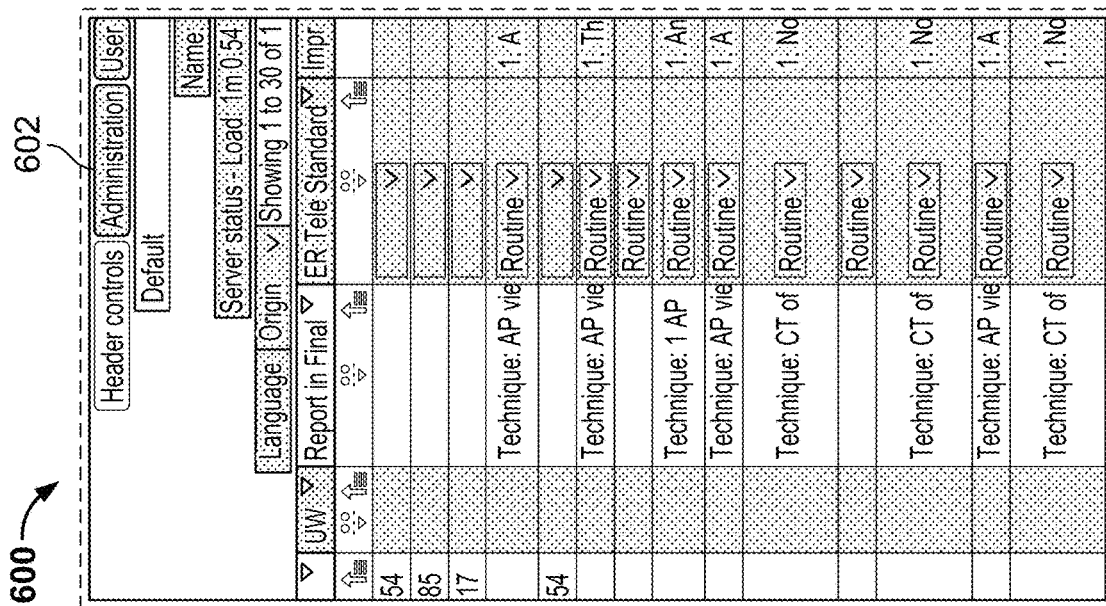 600
602
Header controls Administration User
Default
Name:
Server status - Load: 1m 0.54
Language: Origin: Showing 1 to 30 of 1
UW Report in Final ER Tele Standard Impr
54
85
17
Technique: AP vie Routine 1. A
54
Technique: AP vie Routine 1. Th
Routine
Technique: 1 AP Routine 1. An
Technique: AP vie Routine 1. A
Technique: CT of Routine 1. No
Routine
Technique: CT of Routine 1. No
Technique: AP vie Routine 1. A
Technique: CT of Routine 1. No